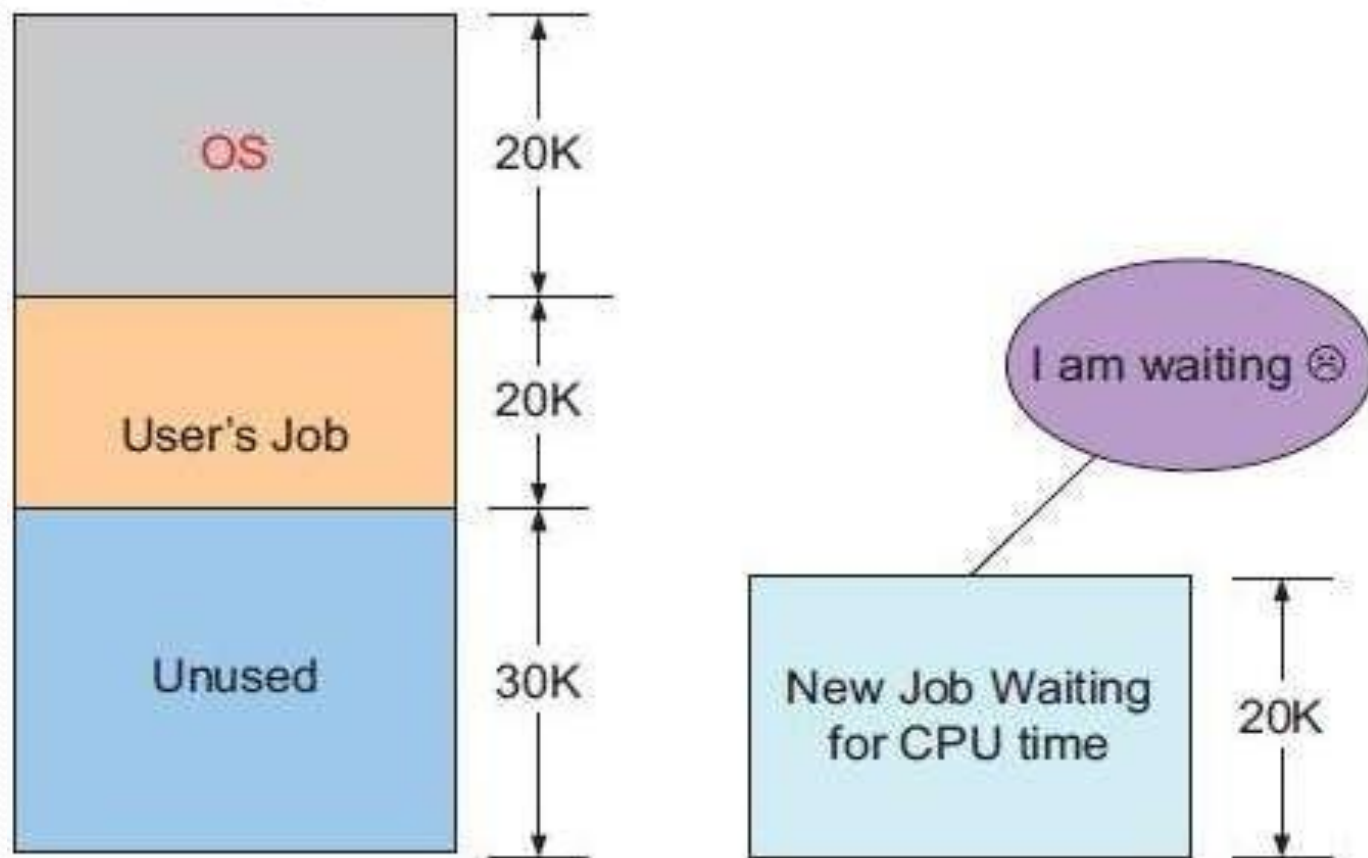 OS
20K
User's Job
20K
Unused
30K
I am waiting ☹
New Job Waiting
for CPU time
20K